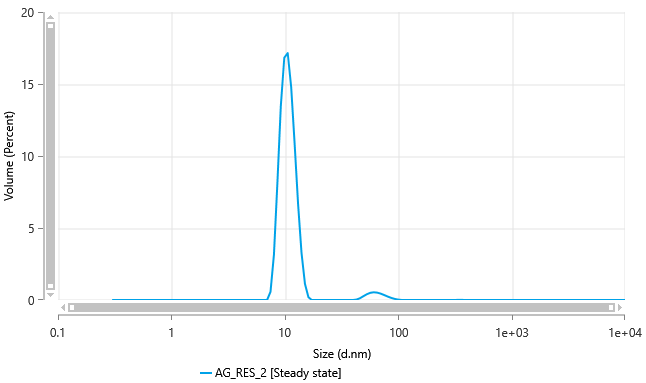 20
15
10
5
0
Volume (Percent)
0.1 1 10 100 1e+03 1e+04
Size (d.nm)
AG_RES_2 [Steady state]